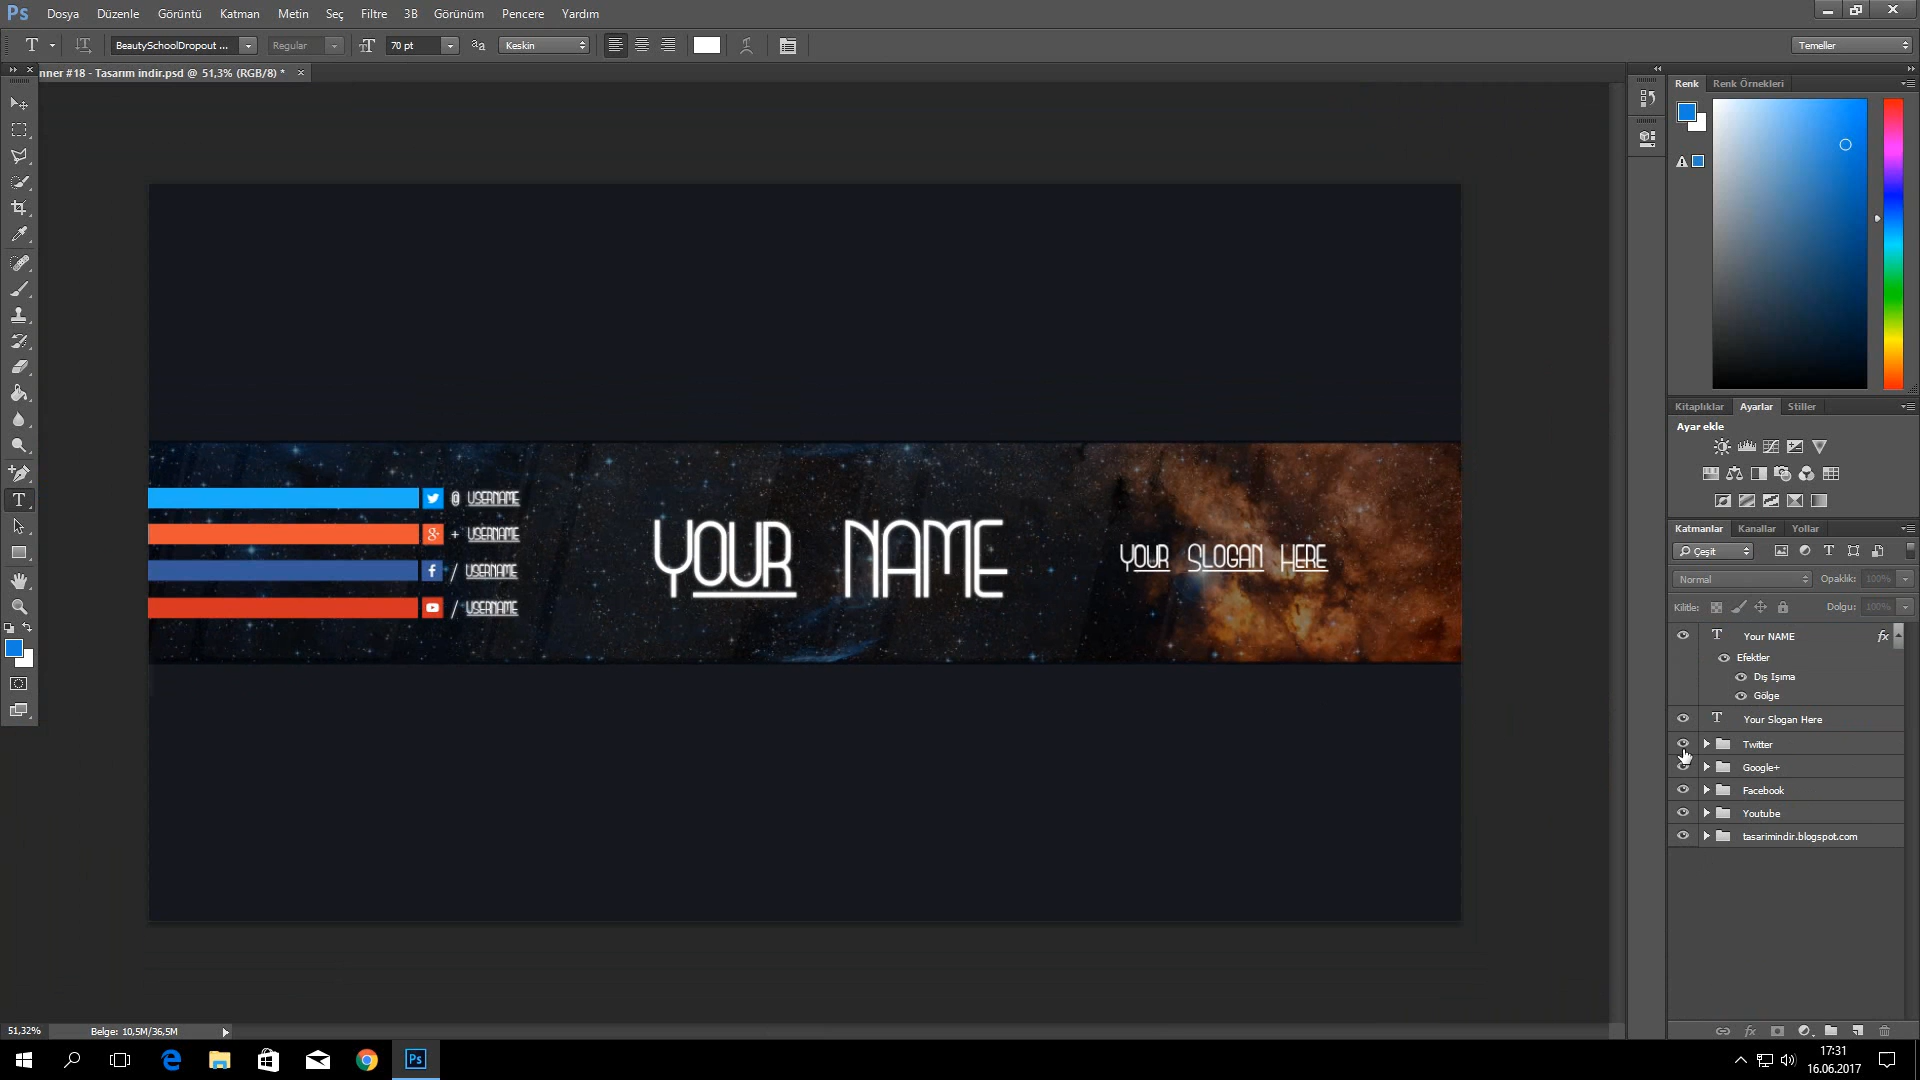 Ps Dosya Düzenle Görüntü Katman Metin Seç Filtre 3B Görünüm Pencere Yardım
T BeautySchoolDropout ... Regular 70 pt Keskin Temeller
nner #18 - Tasarım indir.psd @ 51,3% (RGB/8) * ×
Renk Renk Örnekleri
Kitaplıklar Ayarlar Stiller
Ayar ekle
@ USERNAME
+ USERNAME
/ USERNAME
/ USERNAME
YOUR NAME
YOUR SLOGAN HERE
Katmanlar Kanallar Yollar
Çeşit
Normal Opaklık: 100%
Kilitle: Dolgu: 100%
T Your NAME fx
Efektler
Dış Işıma
Gölge
T Your Slogan Here
Twitter
Google+
Facebook
Youtube
tasarimindir.blogspot.com
51,32% Belge: 10,5M/36,5M
fx
Ps
17:31
16.06.2017